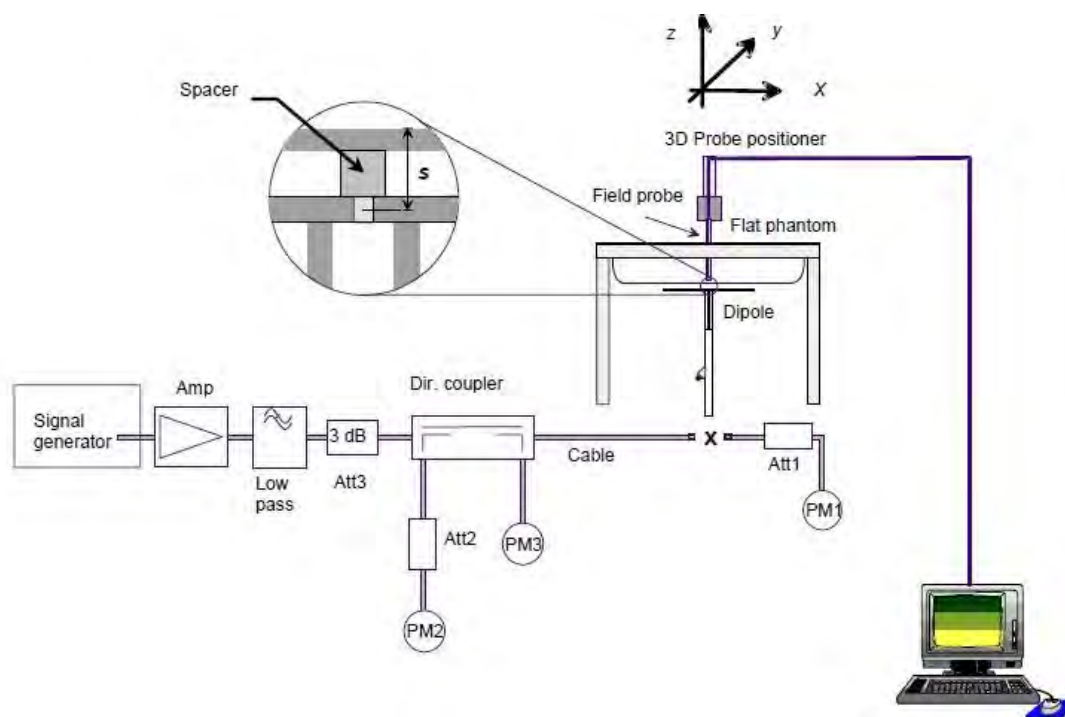 z
y
x
Spacer
s
3D Probe positioner
Field probe
Flat phantom
Dipole
Dir. coupler
Amp
Signal
generator
3 dB
Low
pass
Att3
Cable
x
Att1
PM1
Att2
PM3
PM2